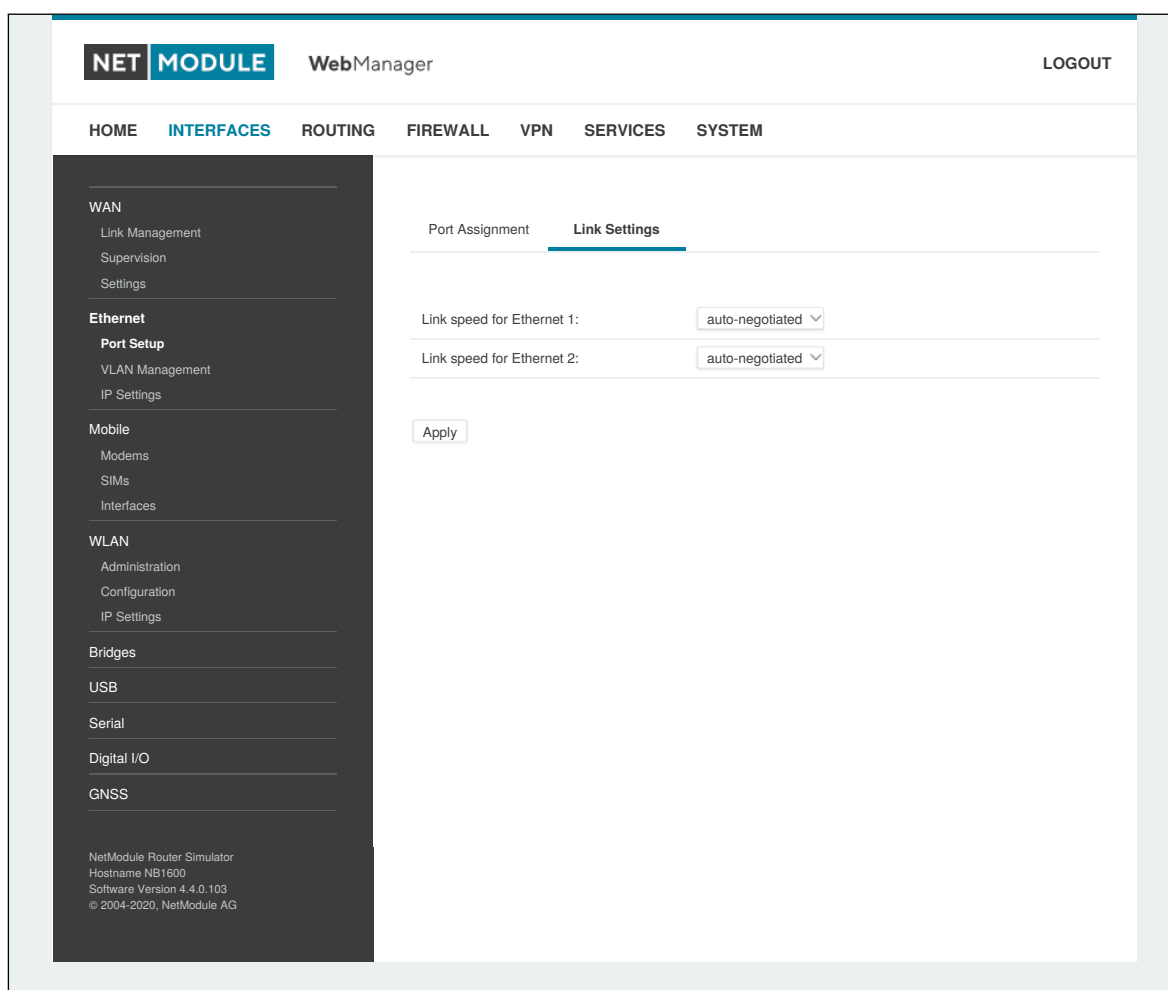 NET MODULE WebManager LOGOUT
HOME INTERFACES ROUTING FIREWALL VPN SERVICES SYSTEM
WAN
Link Management
Supervision
Settings
Ethernet
Port Setup
VLAN Management
IP Settings
Mobile
Modems
SIMs
Interfaces
WLAN
Administration
Configuration
IP Settings
Bridges
USB
Serial
Digital I/O
GNSS
NetModule Router Simulator
Hostname NB1600
Software Version 4.4.0.103
© 2004-2020, NetModule AG
Port Assignment Link Settings
Link speed for Ethernet 1: auto-negotiated
Link speed for Ethernet 2: auto-negotiated
Apply